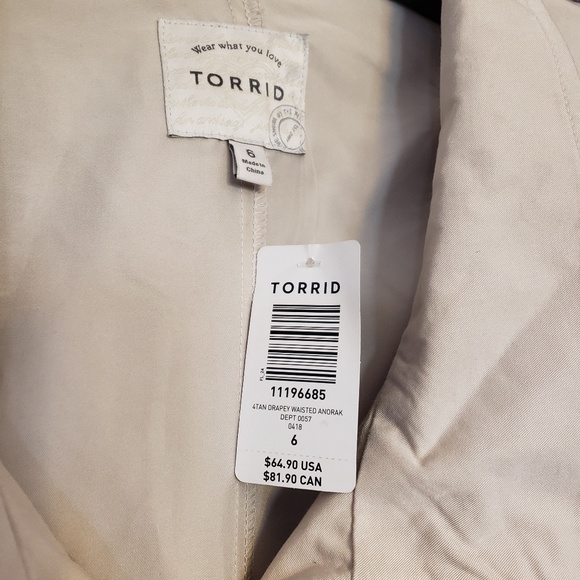 Wear what you love
TORRID
6
Made in
China
TORRID
FL_26
11196685
4TAN DRAPEY WAISTED ANORAK
DEPT 0057
0418
6
$64.90 USA
$81.90 CAN